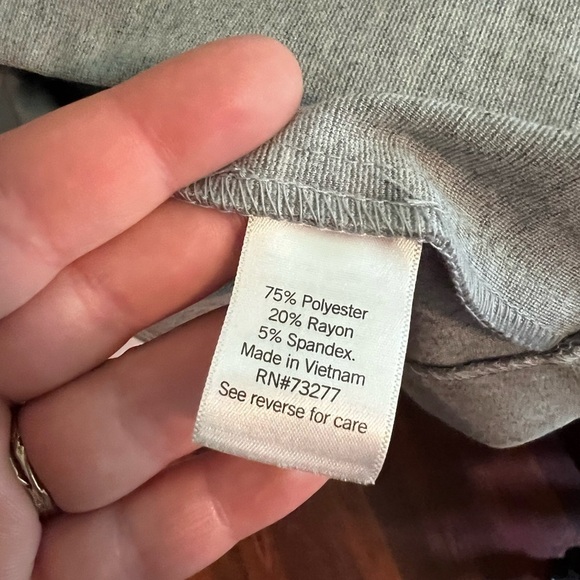 75% Polyester
20% Rayon
5% Spandex.
Made in Vietnam
RN#73277
See reverse for care